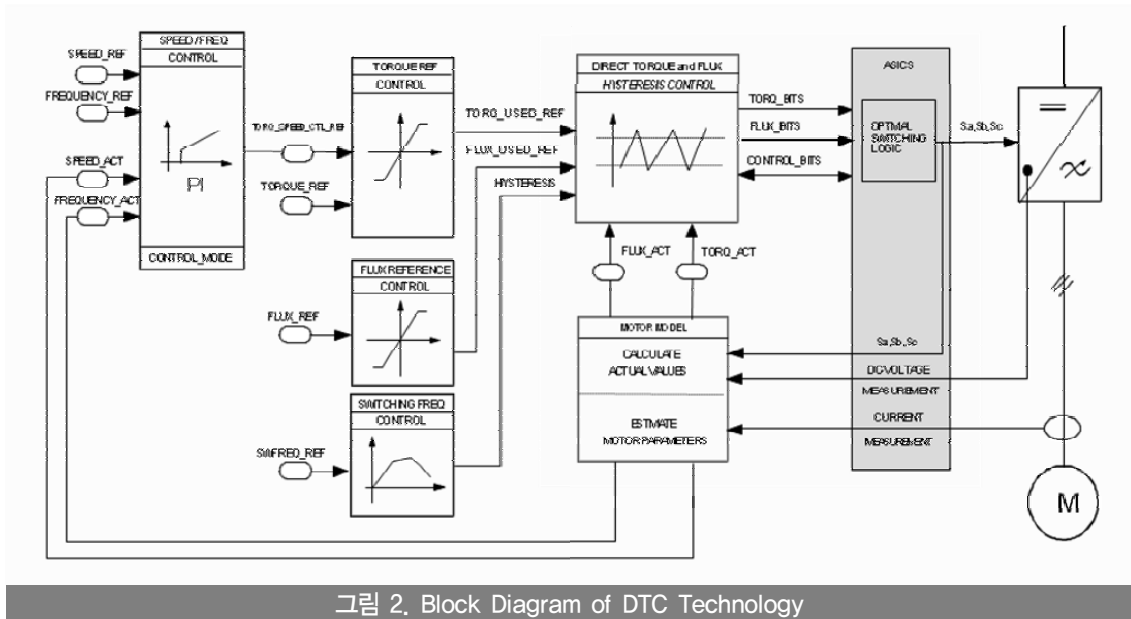 SPEED/FREQ
CONTROL
SPEED_REF
FREQUENCY_REF
SPEED_ACT
FREQUENCY_ACT
PI
CONTROL_MODE
TORQ_SPEED_CTL_REF
TORQUE_REF
TORQUE REF
CONTROL
TORQ_USED_REF
FLUX_USED_REF
HYSTERESIS
FLUX REFERENCE
CONTROL
FLUX_REF
SWITCHING FREQ
CONTROL
SWFREQ_REF
DIRECT TORQUE and FLUX
HYSTERESIS CONTROL
TORQ_BITS
FLUX_BITS
CONTROL_BITS
FLUX_ACT
TORQ_ACT
MOTOR MODEL
CALCULATE
ACTUAL VALUES
ESTIMATE
MOTOR PARAMETERS
ASICS
OPTIMAL
SWITCHING
LOGIC
Sa,Sb,Sc
Sa,Sb,Sc
DC VOLTAGE
MEASUREMENT
CURRENT
MEASUREMENT
M
그림 2. Block Diagram of DTC Technology